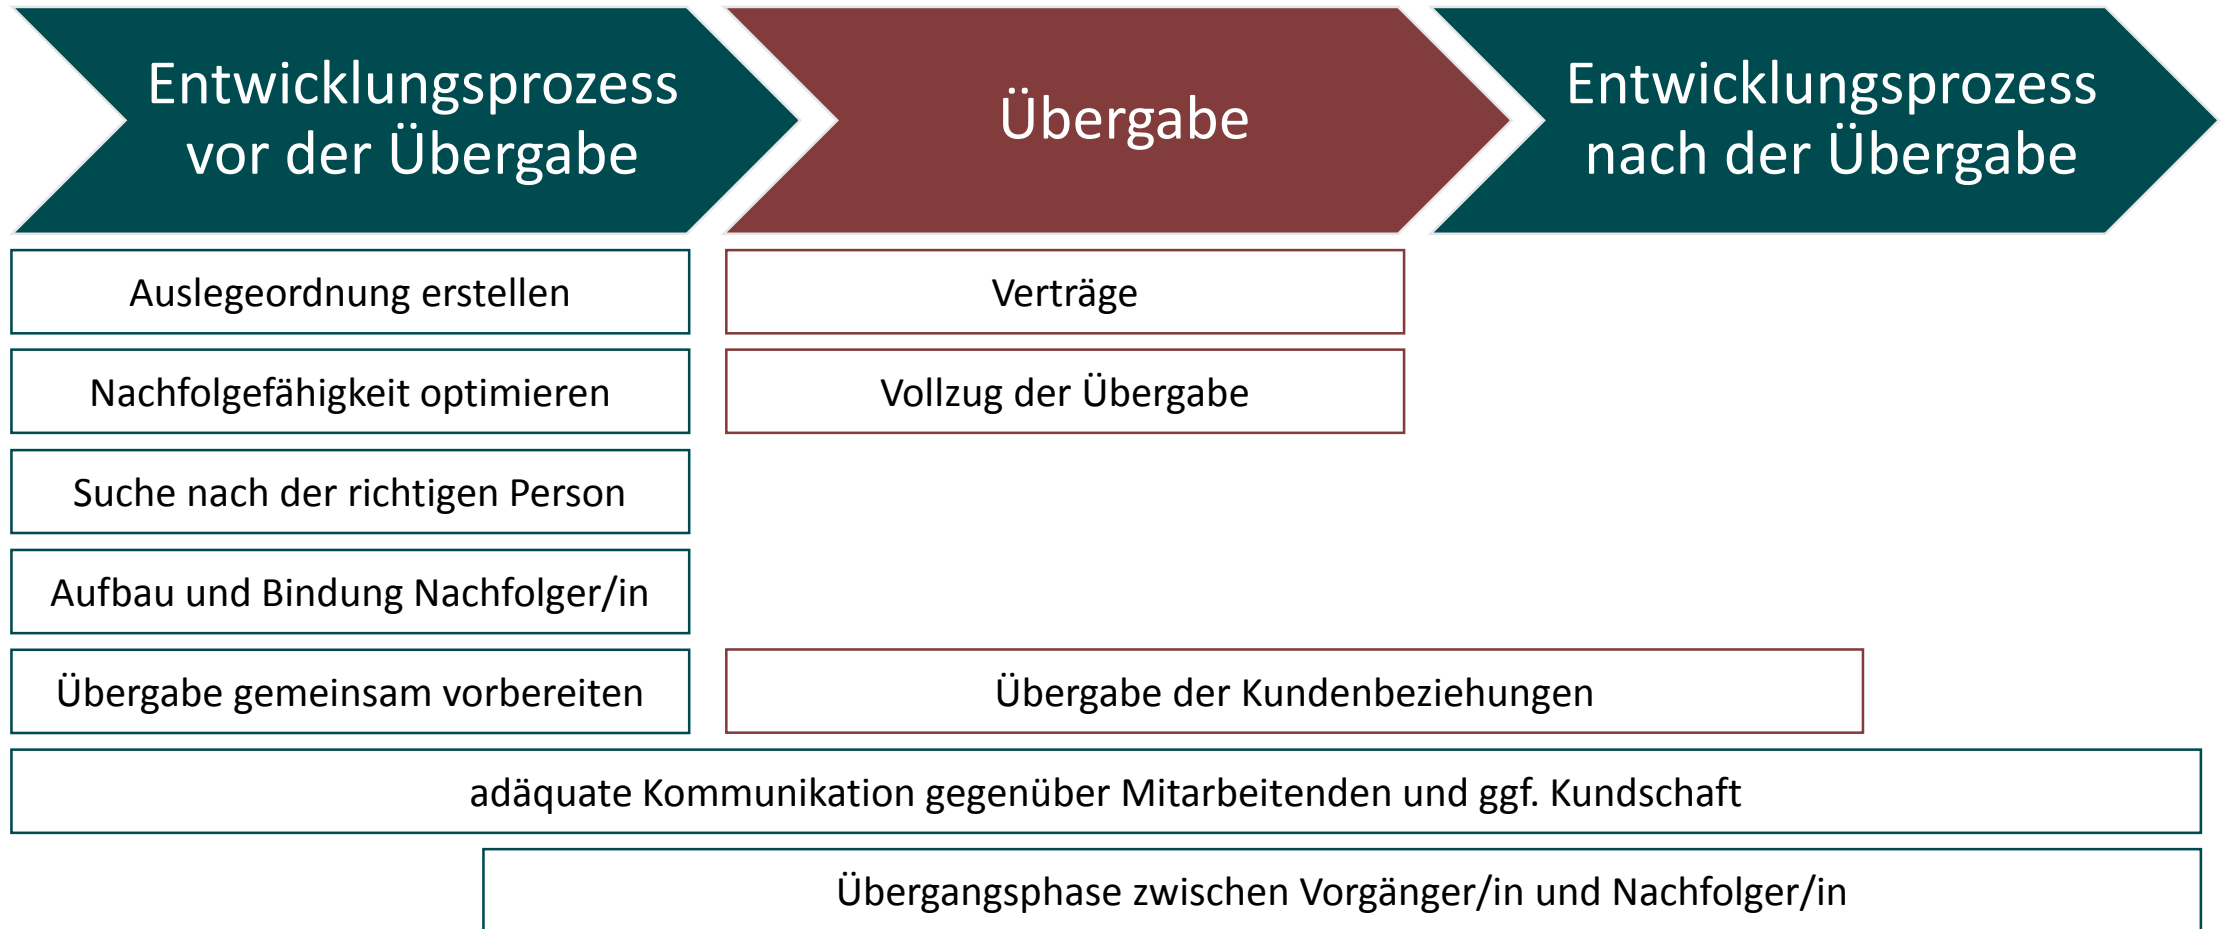 Entwicklungsprozess
vor der Übergabe
Übergabe
Entwicklungsprozess
nach der Übergabe
Auslegeordnung erstellen
Verträge
Nachfolgefähigkeit optimieren
Vollzug der Übergabe
Suche nach der richtigen Person
Aufbau und Bindung Nachfolger/in
Übergabe gemeinsam vorbereiten
Übergabe der Kundenbeziehungen
adäquate Kommunikation gegenüber Mitarbeitenden und ggf. Kundschaft
Übergangsphase zwischen Vorgänger/in und Nachfolger/in